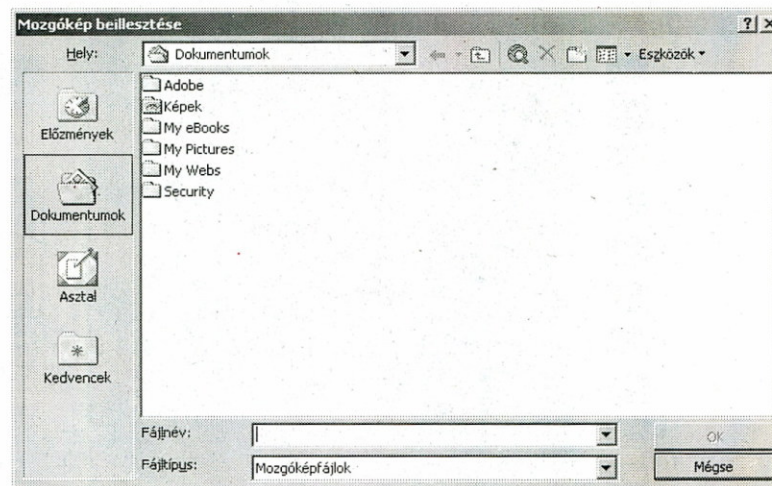 Mozgókép beillesztése
Hely:
Dokumentumok
Eszközök
Adobe
Képek
My eBooks
My Pictures
My Webs
Security
Előzmények
Dokumentumok
Asztal
Kedvencek
Fájlnév:
OK
Fájltípus:
Mozgóképfájlok
Mégse